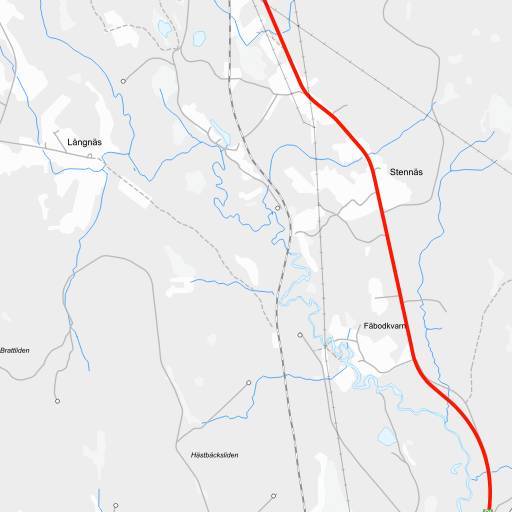 Långnäs
Stennäs
Fäbodkvarn
Brattliden
Hästbäcksliden